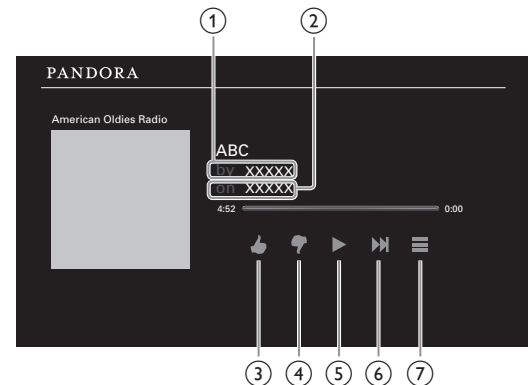 1 2
PANDORA
American Oldies Radio
ABC
by XXXXX
on XXXXX
4:52 0:00
3 4 5 6 7